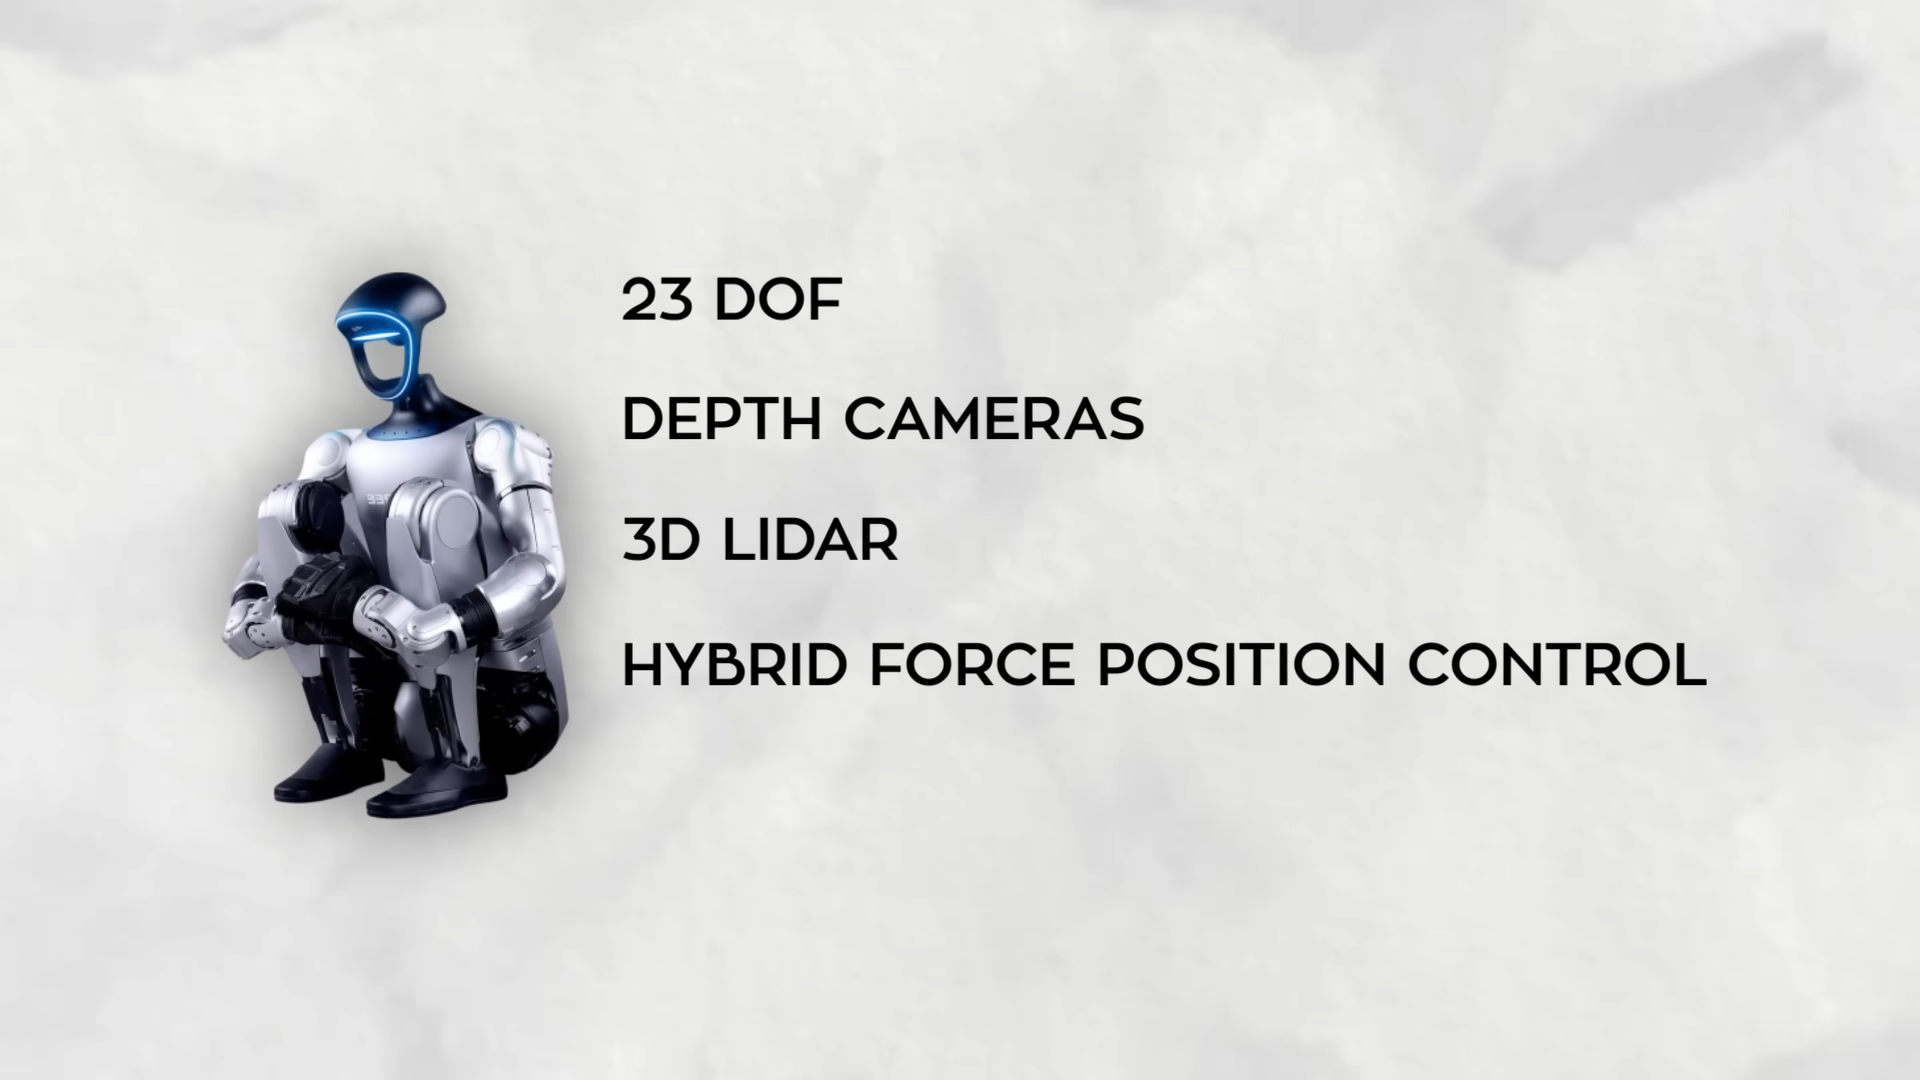 23 DOF
DEPTH CAMERAS
3D LIDAR
HYBRID FORCE POSITION CONTROL